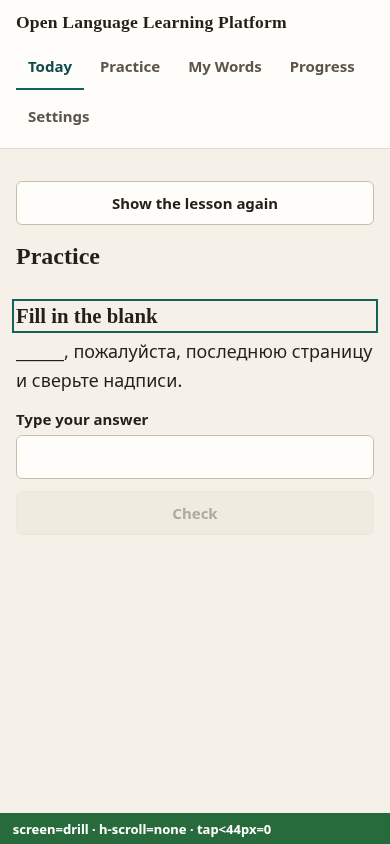 Open Language Learning Platform
Today Practice My Words Progress
Settings
Show the lesson again
Practice
Fill in the blank
______, пожалуйста, последнюю страницу
и сверьте надписи.
Type your answer
Check
screen=drill · h-scroll=none · tap<44px=0